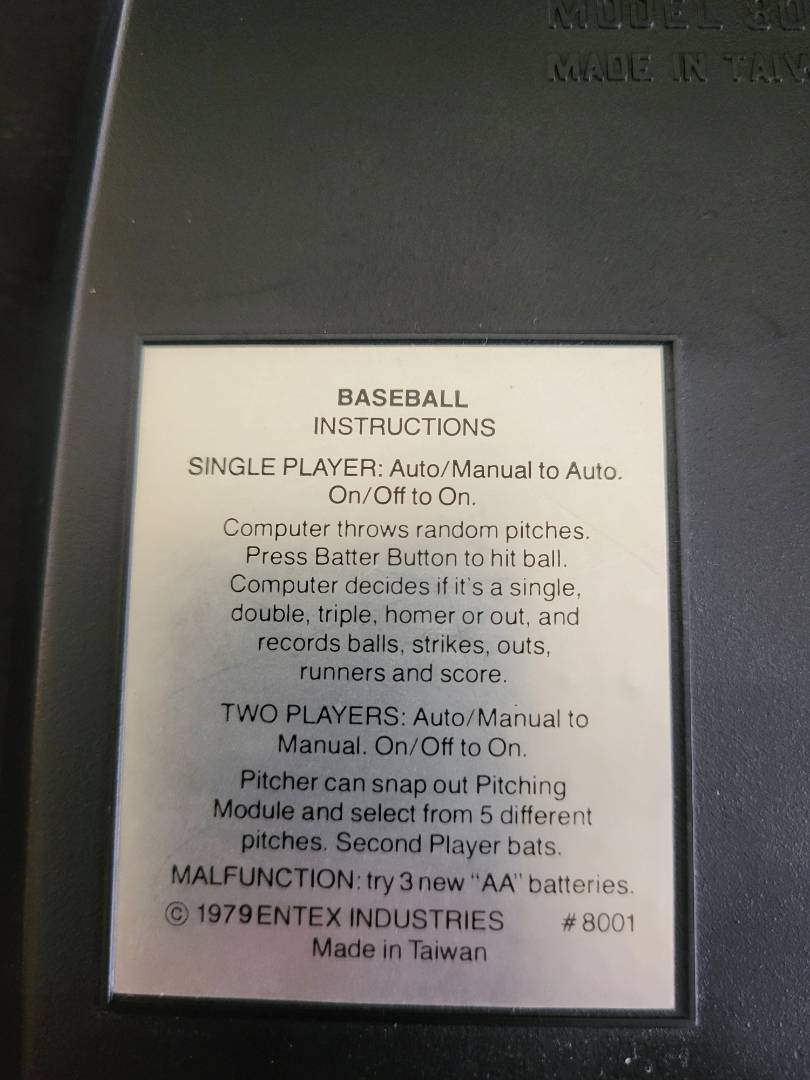 MODEL 80
MADE IN TAIW
BASEBALL
INSTRUCTIONS
SINGLE PLAYER: Auto/Manual to Auto.
On/Off to On.
Computer throws random pitches.
Press Batter Button to hit ball.
Computer decides if it's a single,
double, triple, homer or out, and
records balls, strikes, outs,
runners and score.
TWO PLAYERS: Auto/Manual to
Manual. On/Off to On.
Pitcher can snap out Pitching
Module and select from 5 different
pitches. Second Player bats.
MALFUNCTION: try 3 new "AA" batteries.
© 1979 ENTEX INDUSTRIES #8001
Made in Taiwan